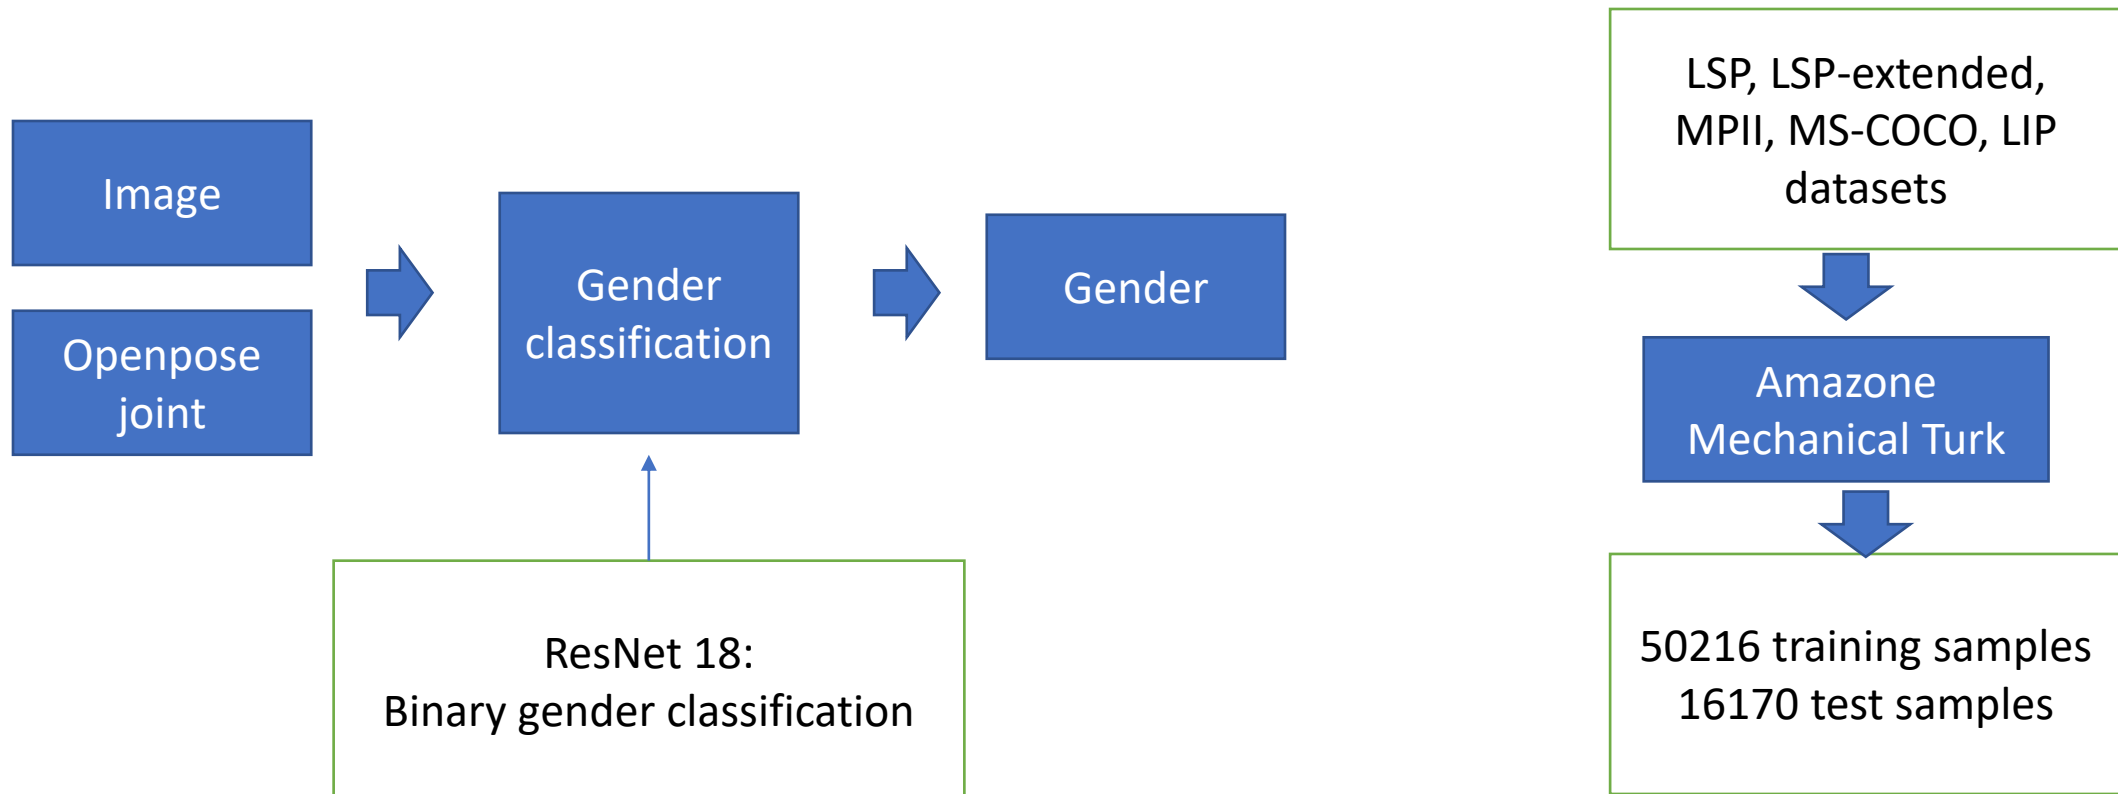 Image
Openpose
joint
Gender
classification
Gender
ResNet 18:
Binary gender classification
LSP, LSP-extended,
MPII, MS-COCO, LIP
datasets
Amazone
Mechanical Turk
50216 training samples
16170 test samples